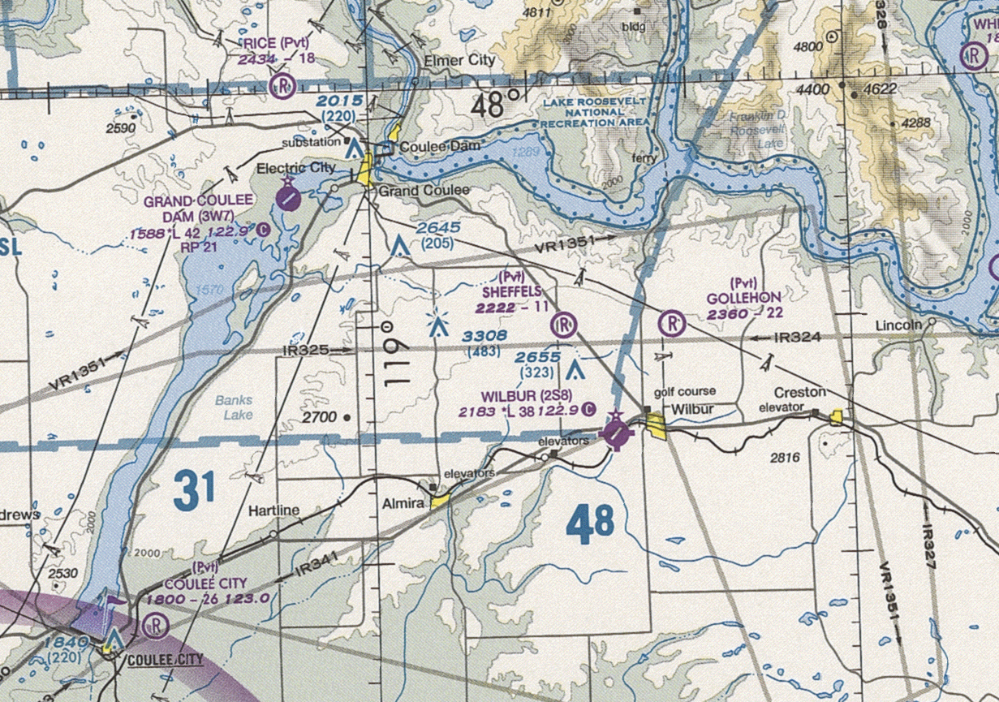 4811
bldg
328
WH
18
R
RICE (Pvt)
2434 - 18
R
Elmer City
4800
4400
4622
48°
2015
(220)
LAKE ROOSEVELT
NATIONAL
RECREATION AREA
Franklin D.
Roosevelt
Lake
4288
2590
substation
Coulee Dam
1289
ferry
2000
Electric City
Grand Coulee
GRAND COULEE
DAM (3W7)
1588 *L 42 122.9 C
RP 21
2645
(205)
VR1351
2000
SL
1570
(Pvt)
SHEFFELS
2222 - 11
R
(Pvt)
GOLLEHON
2360 - 22
R
Lincoln
119°
3308
(483)
IR324
IR325
VR1351
2655
(323)
Banks
Lake
2700
WILBUR (2S8)
2183 *L 38 122.9 C
golf course
Wilbur
Creston
elevator
elevators
2816
elevators
31
Almira
48
drews
Hartline
2000
2000
IR341
IR327
VR1351
2530
(Pvt)
COULEE CITY
1800 - 26 123.0
R
1840
(220)
COULEE CITY